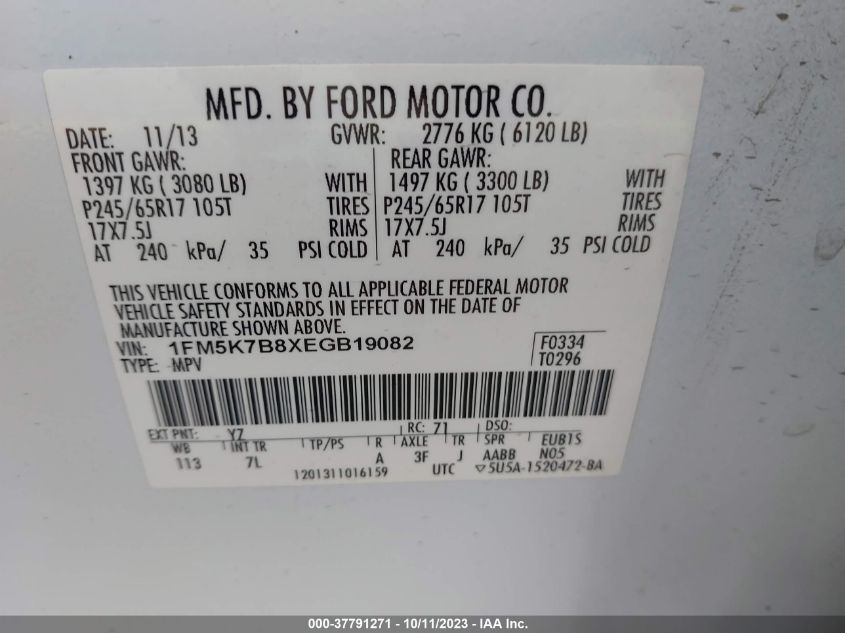 MFD. BY FORD MOTOR CO.
DATE: 11/13 GVWR: 2776 KG ( 6120 LB)
FRONT GAWR: REAR GAWR:
1397 KG ( 3080 LB) WITH 1497 KG ( 3300 LB) WITH
P245/65R17 105T TIRES P245/65R17 105T TIRES
17X7.5J RIMS 17X7.5J RIMS
AT 240 kPa/ 35 PSI COLD AT 240 kPa/ 35 PSI COLD
THIS VEHICLE CONFORMS TO ALL APPLICABLE FEDERAL MOTOR
VEHICLE SAFETY STANDARDS IN EFFECT ON THE DATE OF
MANUFACTURE SHOWN ABOVE.
VIN: 1FM5K7B8XEGB19082 F0334
TYPE: MPV T0296
EXT PNT: YZ RC: 71 DSO:
WB INT TR TP/PS R AXLE TR SPR EUB1S
113 7L A 3F J AABB N05
1201311016159 UTC ▽5U5A-1520472-BA
000-37791271 - 10/11/2023 - IAA Inc.